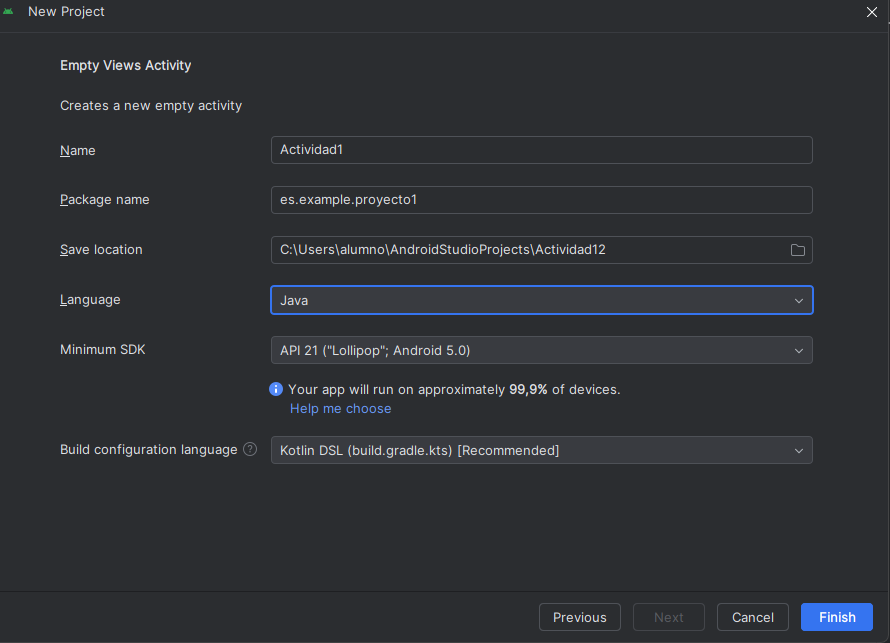 New Project
Empty Views Activity
Creates a new empty activity
Name Actividad1
Package name es.example.proyecto1
Save location C:\Users\alumno\AndroidStudioProjects\Actividad12
Language Java
Minimum SDK API 21 ("Lollipop"; Android 5.0)
Your app will run on approximately 99,9% of devices.
Help me choose
Build configuration language ? Kotlin DSL (build.gradle.kts) [Recommended]
Previous Next Cancel Finish